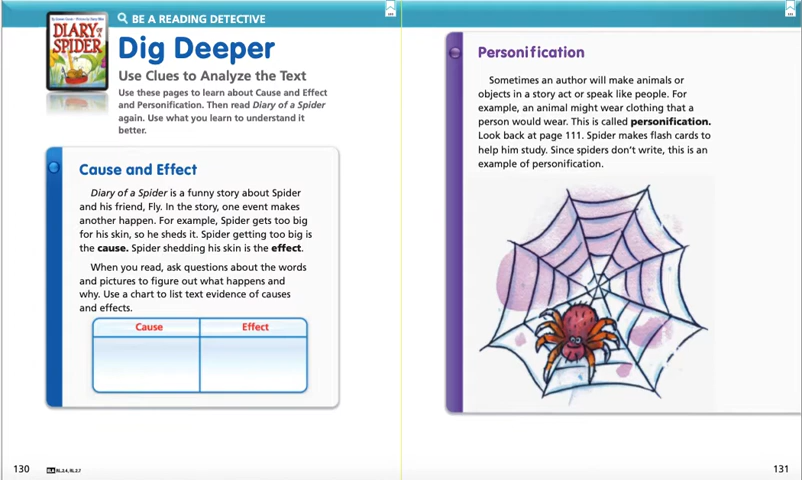 DIARY
OF A
SPIDER
BE A READING DETECTIVE
Dig Deeper
Use Clues to Analyze the Text
Use these pages to learn about Cause and Effect
and Personification. Then read Diary of a Spider
again. Use what you learn to understand it
better.
Cause and Effect
Diary of a Spider is a funny story about Spider
and his friend, Fly. In the story, one event makes
another happen. For example, Spider gets too big
for his skin, so he sheds it. Spider getting too big is
the cause. Spider shedding his skin is the effect.
When you read, ask questions about the words
and pictures to figure out what happens and
why. Use a chart to list text evidence of causes
and effects.
Cause Effect
130 ELA RL.2.4, RL.2.7
Personification
Sometimes an author will make animals or
objects in a story act or speak like people. For
example, an animal might wear clothing that a
person would wear. This is called personification.
Look back at page 111. Spider makes flash cards to
help him study. Since spiders don't write, this is an
example of personification.
131